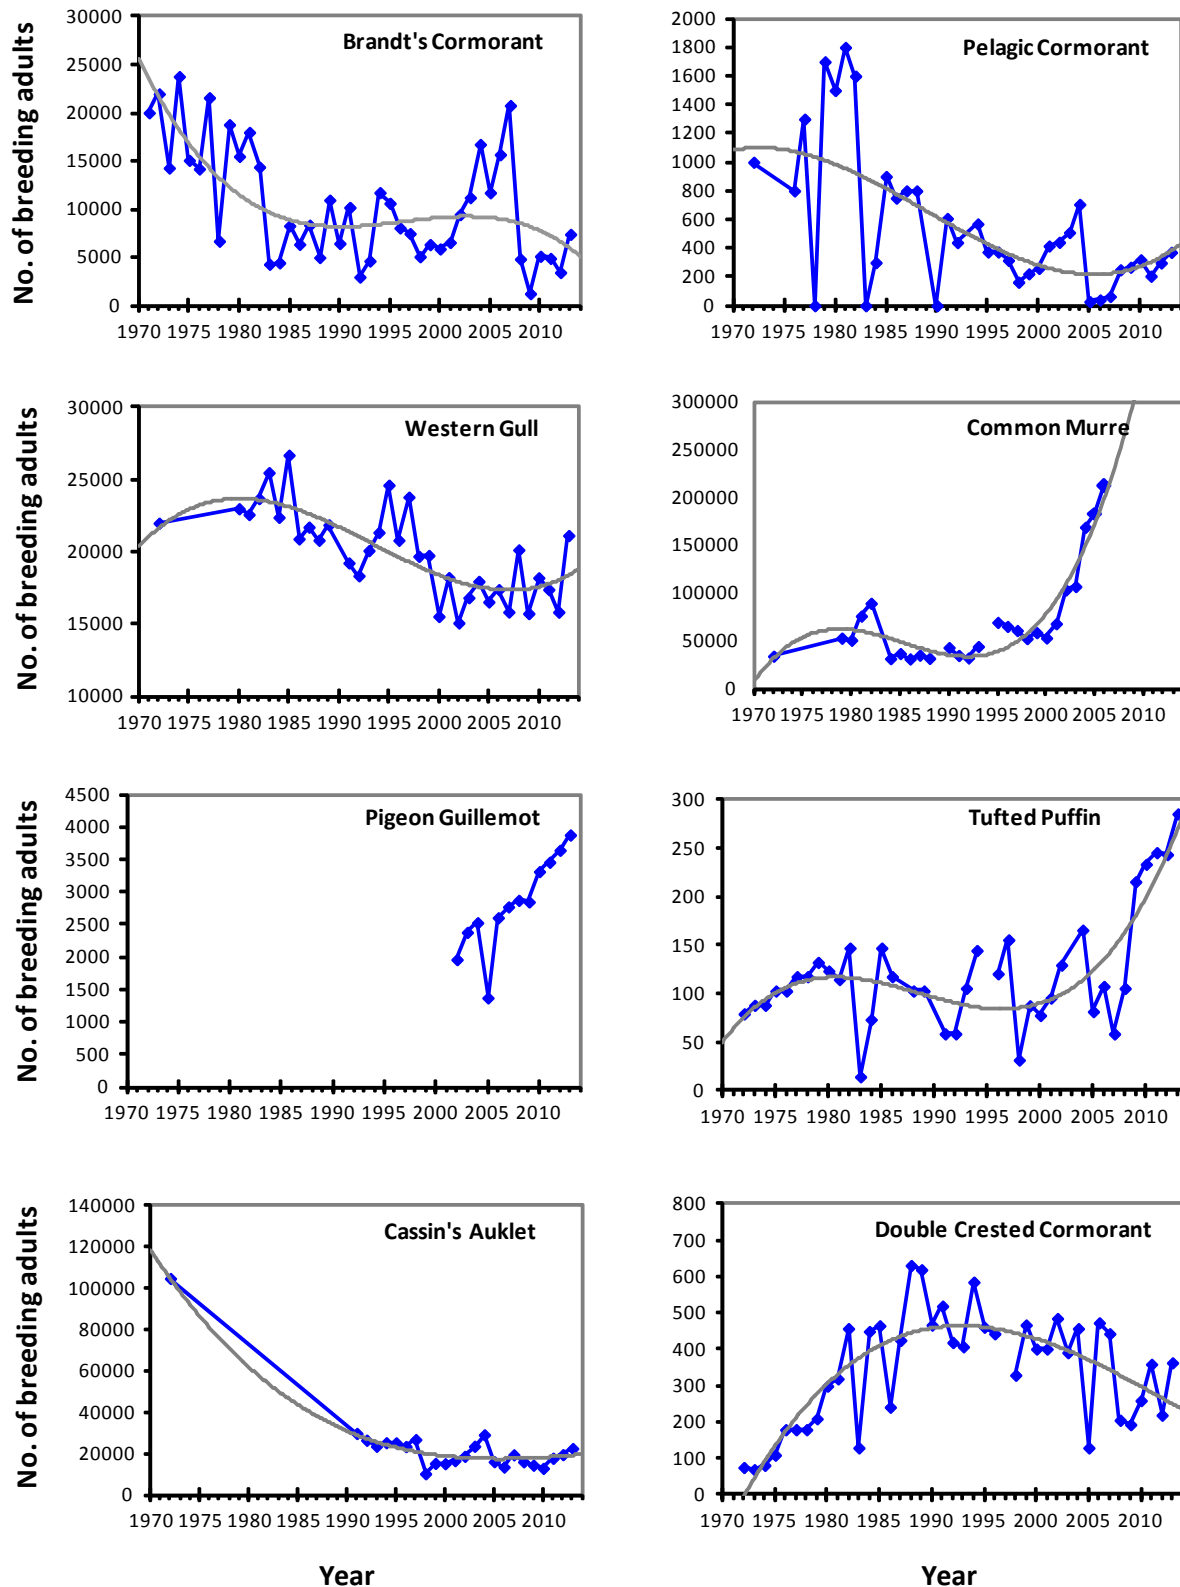 No. of breeding adults
Brandt's Cormorant
30000
25000
20000
15000
10000
5000
0
1970 1975 1980 1985 1990 1995 2000 2005 2010
Pelagic Cormorant
2000
1800
1600
1400
1200
1000
800
600
400
200
0
1970 1975 1980 1985 1990 1995 2000 2005 2010
No. of breeding adults
Western Gull
30000
25000
20000
15000
10000
1970 1975 1980 1985 1990 1995 2000 2005 2010
Common Murre
300000
250000
200000
150000
100000
50000
0
1970 1975 1980 1985 1990 1995 2000 2005 2010
No. of breeding adults
Pigeon Guillemot
4500
4000
3500
3000
2500
2000
1500
1000
500
0
1970 1975 1980 1985 1990 1995 2000 2005 2010
Tufted Puffin
300
250
200
150
100
50
0
1970 1975 1980 1985 1990 1995 2000 2005 2010
No. of breeding adults
Cassin's Auklet
140000
120000
100000
80000
60000
40000
20000
0
1970 1975 1980 1985 1990 1995 2000 2005 2010
Year
Double Crested Cormorant
800
700
600
500
400
300
200
100
0
1970 1975 1980 1985 1990 1995 2000 2005 2010
Year